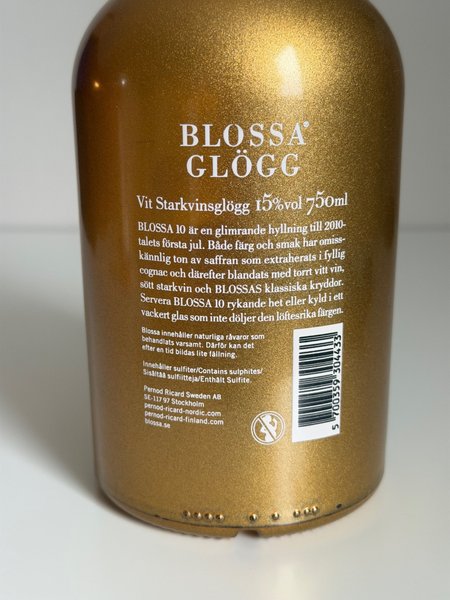 BLOSSA®
GLÖGG
Vit Starkvinsglögg 15%vol 750ml
BLOSSA 10 är en glimrande hyllning till 2010-
talets första jul. Både färg och smak har omiss-
kännlig ton av saffran som extraherats i fyllig
cognac och därefter blandats med torrt vitt vin,
sött starkvin och BLOSSAS klassiska kryddor.
Servera BLOSSA 10 rykande het eller kyld i ett
vackert glas som inte döljer den löftesrika färgen.
Blossa innehåller naturliga råvaror som
behandlats varsamt. Därför kan det
efter en tid bildas lite fällning.
Innehåller sulfiter/Contains sulphites/
Sisältää sulfiitteja/Enthält Sulfite.
Pernod Ricard Sweden AB
SE-117 97 Stockholm
pernod-ricard-nordic.com
pernod-ricard-finland.com
blossa.se
5 700359 304435